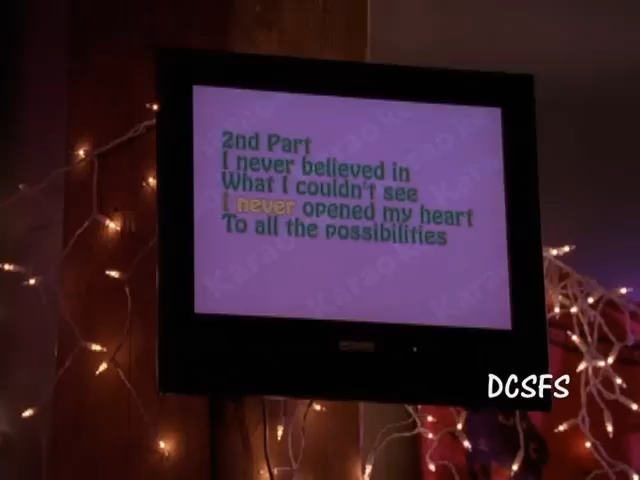 2nd Part
I never believed in
What I couldn't see
I never opened my heart
To all the possibilities
DCSFS